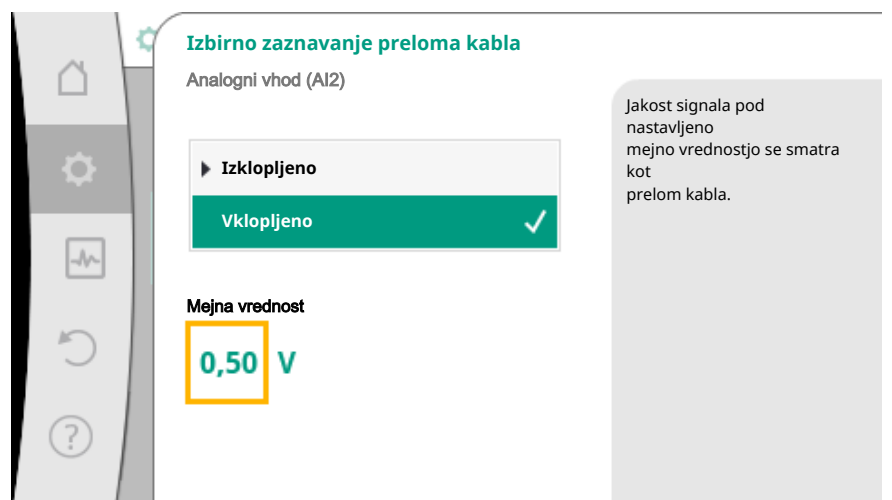 Izbirno zaznavanje preloma kabla
Analogni vhod (AI2)
Izklopljeno
Vklopljeno
Mejna vrednost
0,50 V
Jakost signala pod
nastavljeno
mejno vrednostjo se smatra
kot
prelom kabla.
?